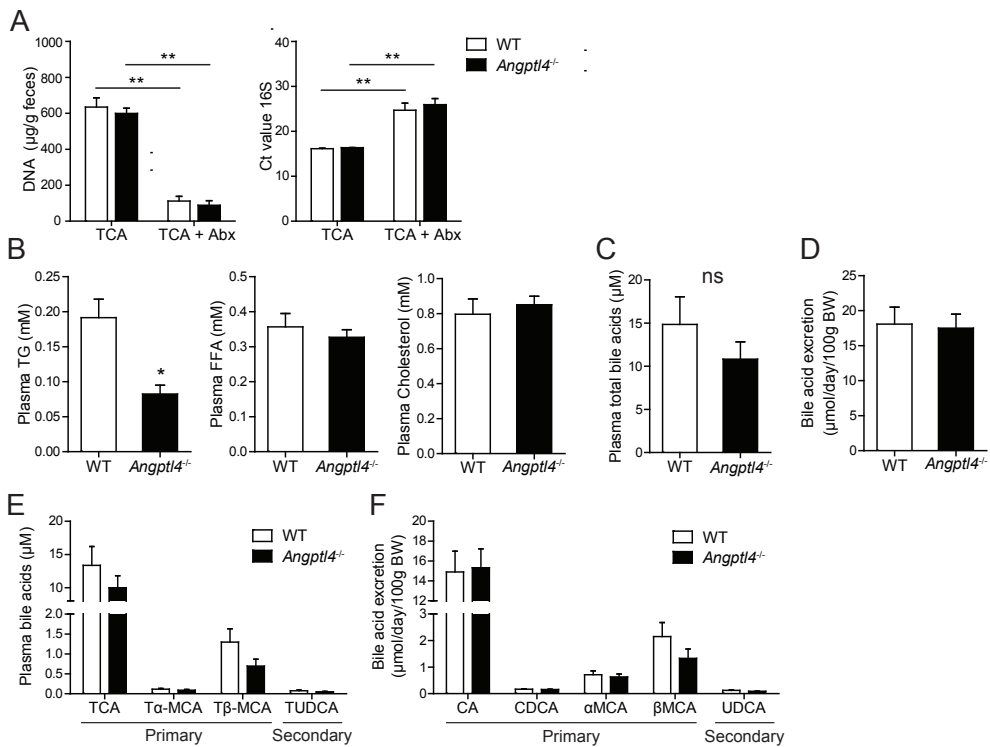 A
DNA (µg/g feces)
1000
800
600
400
200
0
**
**
TCA
TCA + Abx
Ct value 16S
40
30
20
10
0
**
**
TCA
TCA + Abx
WT
Angptl4-/-
B
Plasma TG (mM)
0.25
0.20
0.15
0.10
0.05
0.00
*
WT
Angptl4-/-
Plasma FFA (mM)
0.5
0.4
0.3
0.2
0.1
0.0
WT
Angptl4-/-
Plasma Cholesterol (mM)
1.0
0.8
0.6
0.4
0.2
0.0
WT
Angptl4-/-
C
Plasma total bile acids (µM)
20
15
10
5
0
ns
WT
Angptl4-/-
D
Bile acid excretion
(µmol/day/100g BW)
25
20
15
10
5
0
WT
Angptl4-/-
E
Plasma bile acids (µM)
20
15
10
2.0
1.5
1.0
0.5
0.0
WT
Angptl4-/-
TCA
Tα-MCA
Tβ-MCA
TUDCA
Primary
Secondary
F
Bile acid excretion
(µmol/day/100g BW)
20
18
16
14
3
2
1
0
WT
Angptl4-/-
CA
CDCA
αMCA
βMCA
UDCA
Primary
Secondary